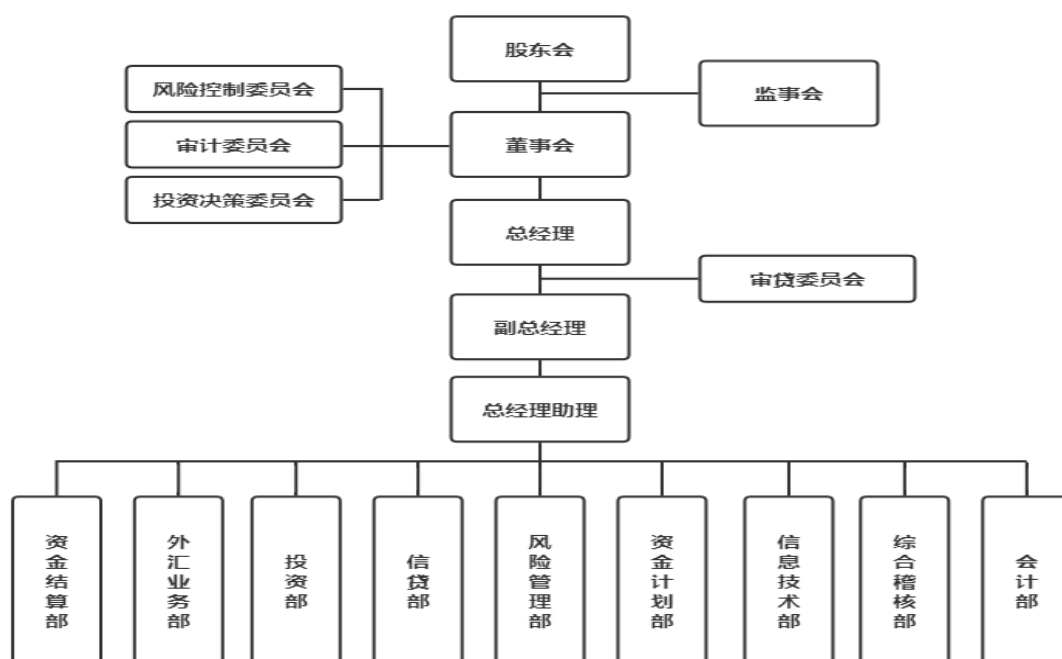 股东会
监事会
风险控制委员会
审计委员会
董事会
投资决策委员会
总经理
审贷委员会
副总经理
总经理助理
资金结算部
外汇业务部
投资部
信贷部
风险管理部
资金计划部
信息技术部
综合稽核部
会计部